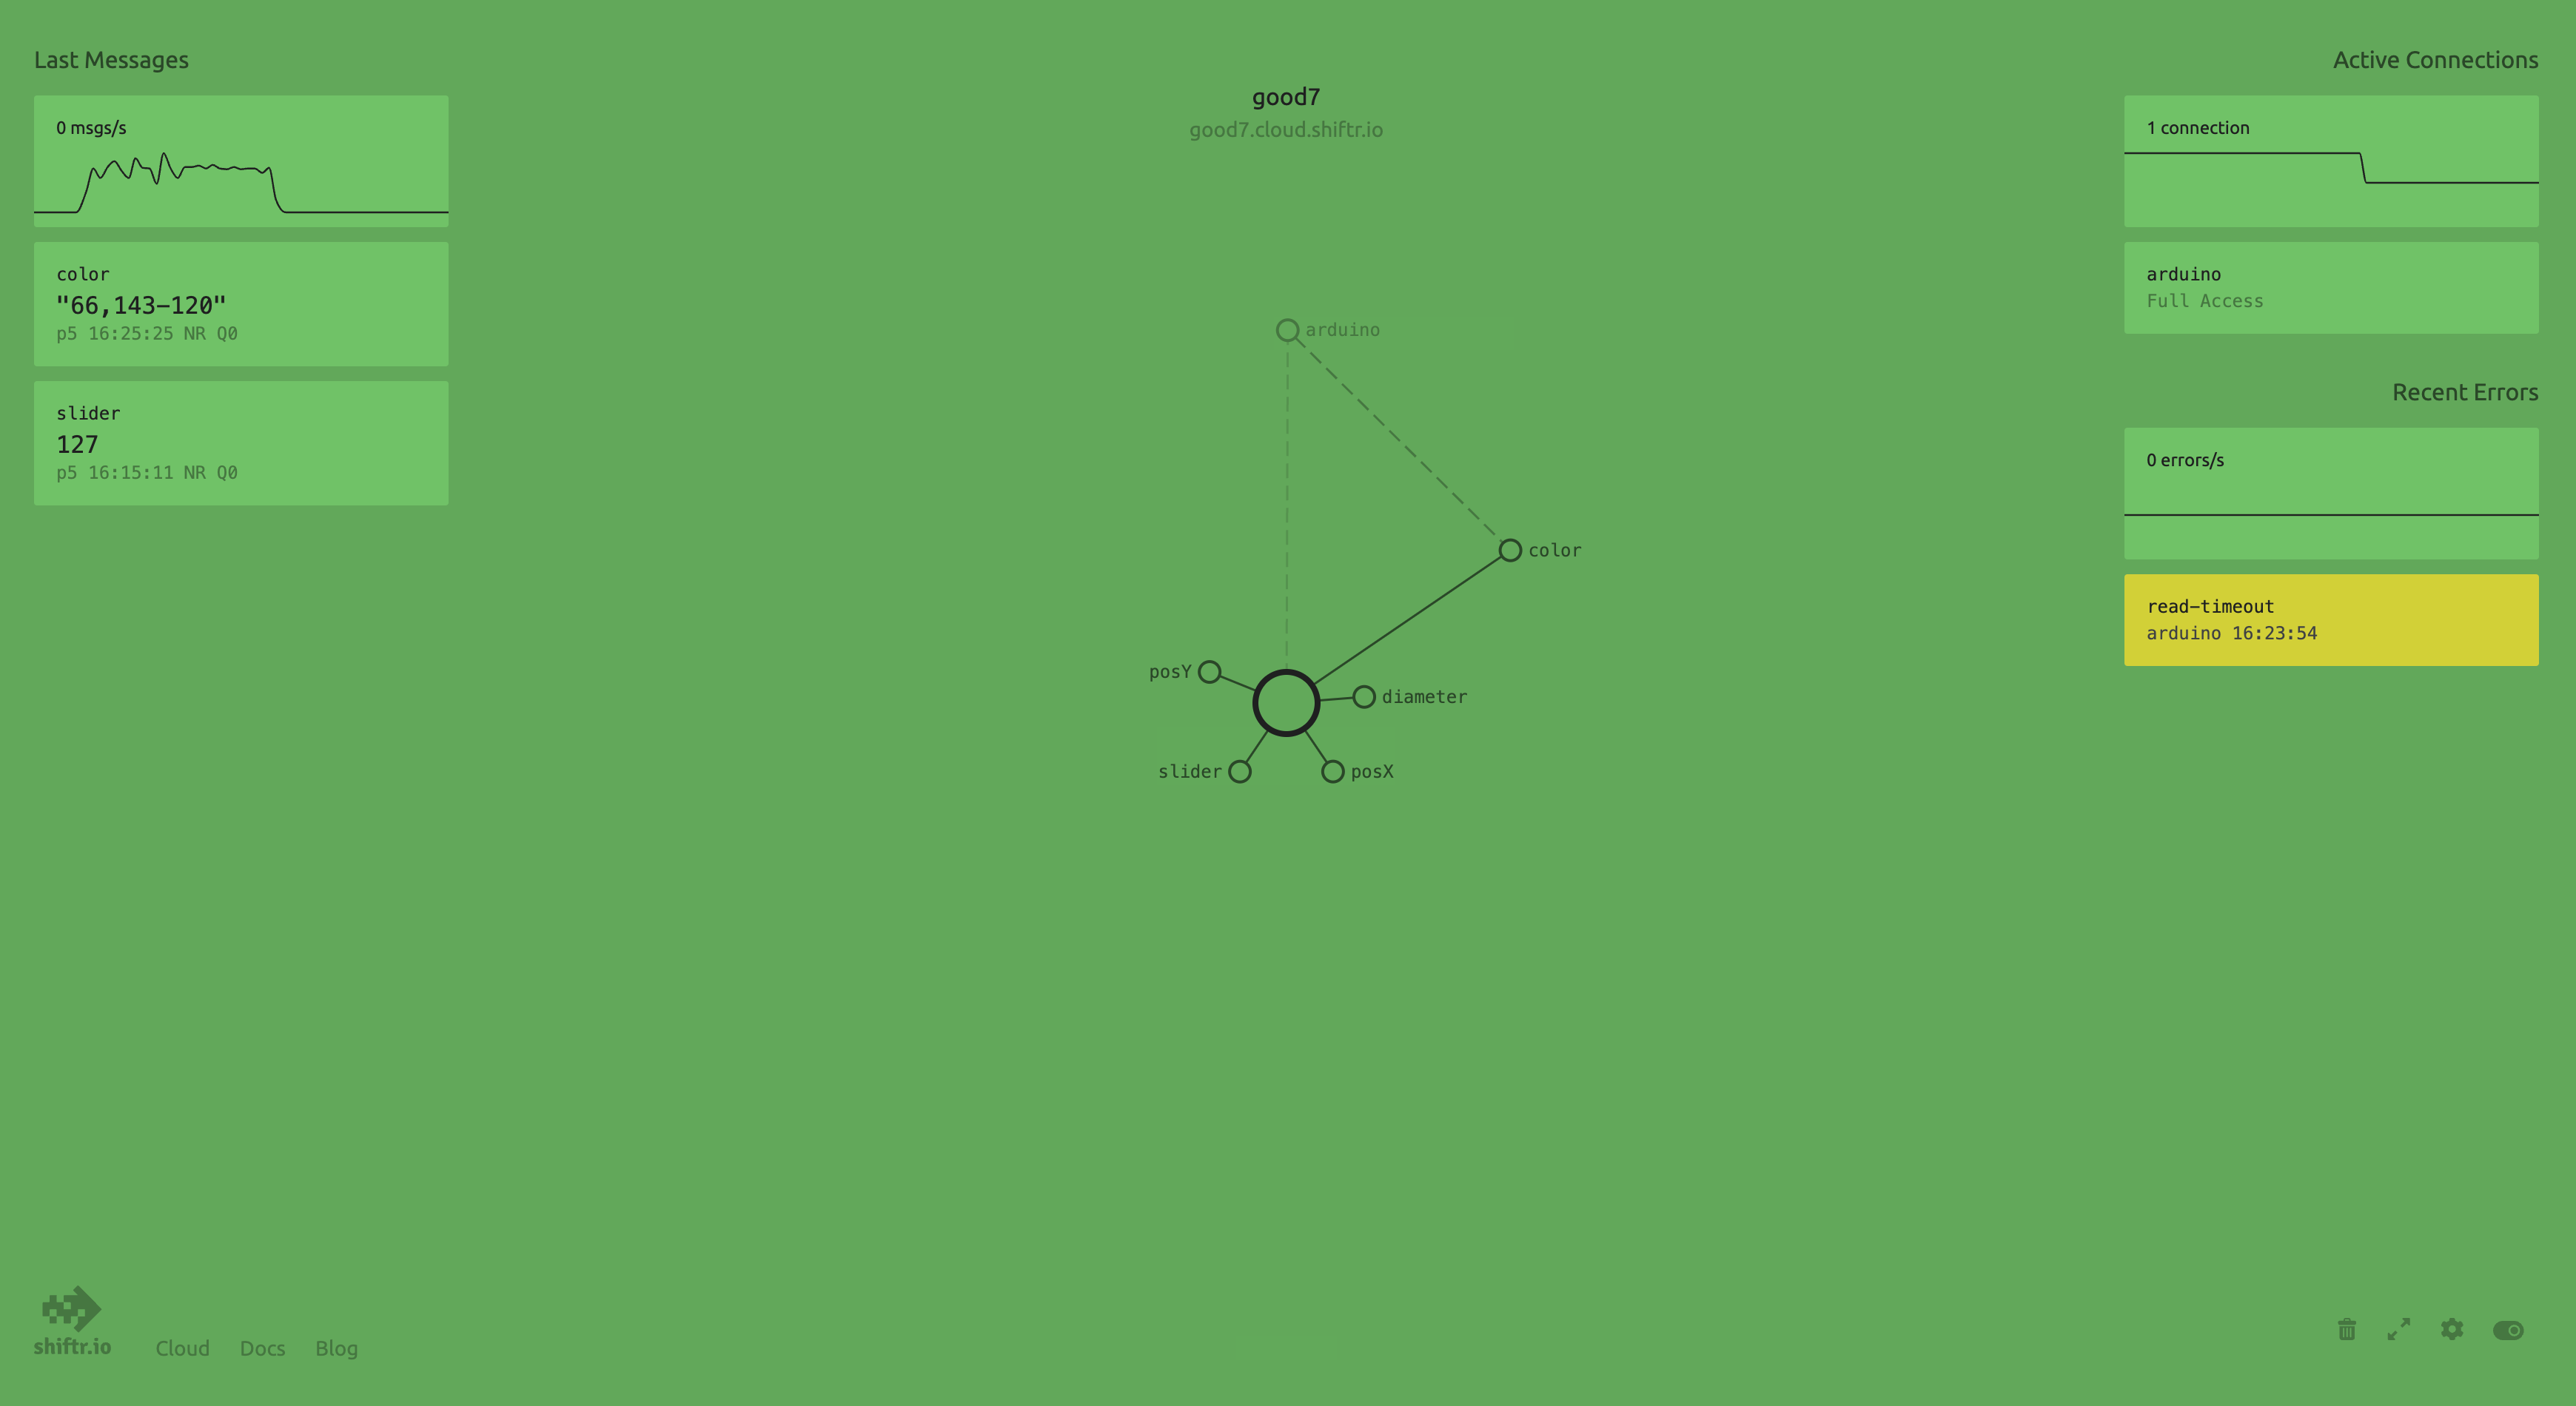 Last Messages
0 msgs/s
color
"66,143-120"
p5 16:25:25 NR Q0
slider
127
p5 16:15:11 NR Q0
good7
good7.cloud.shiftr.io
arduino
color
posY
diameter
slider
posX
Active Connections
1 connection
arduino
Full Access
Recent Errors
0 errors/s
read-timeout
arduino 16:23:54
shiftr.io
Cloud Docs Blog